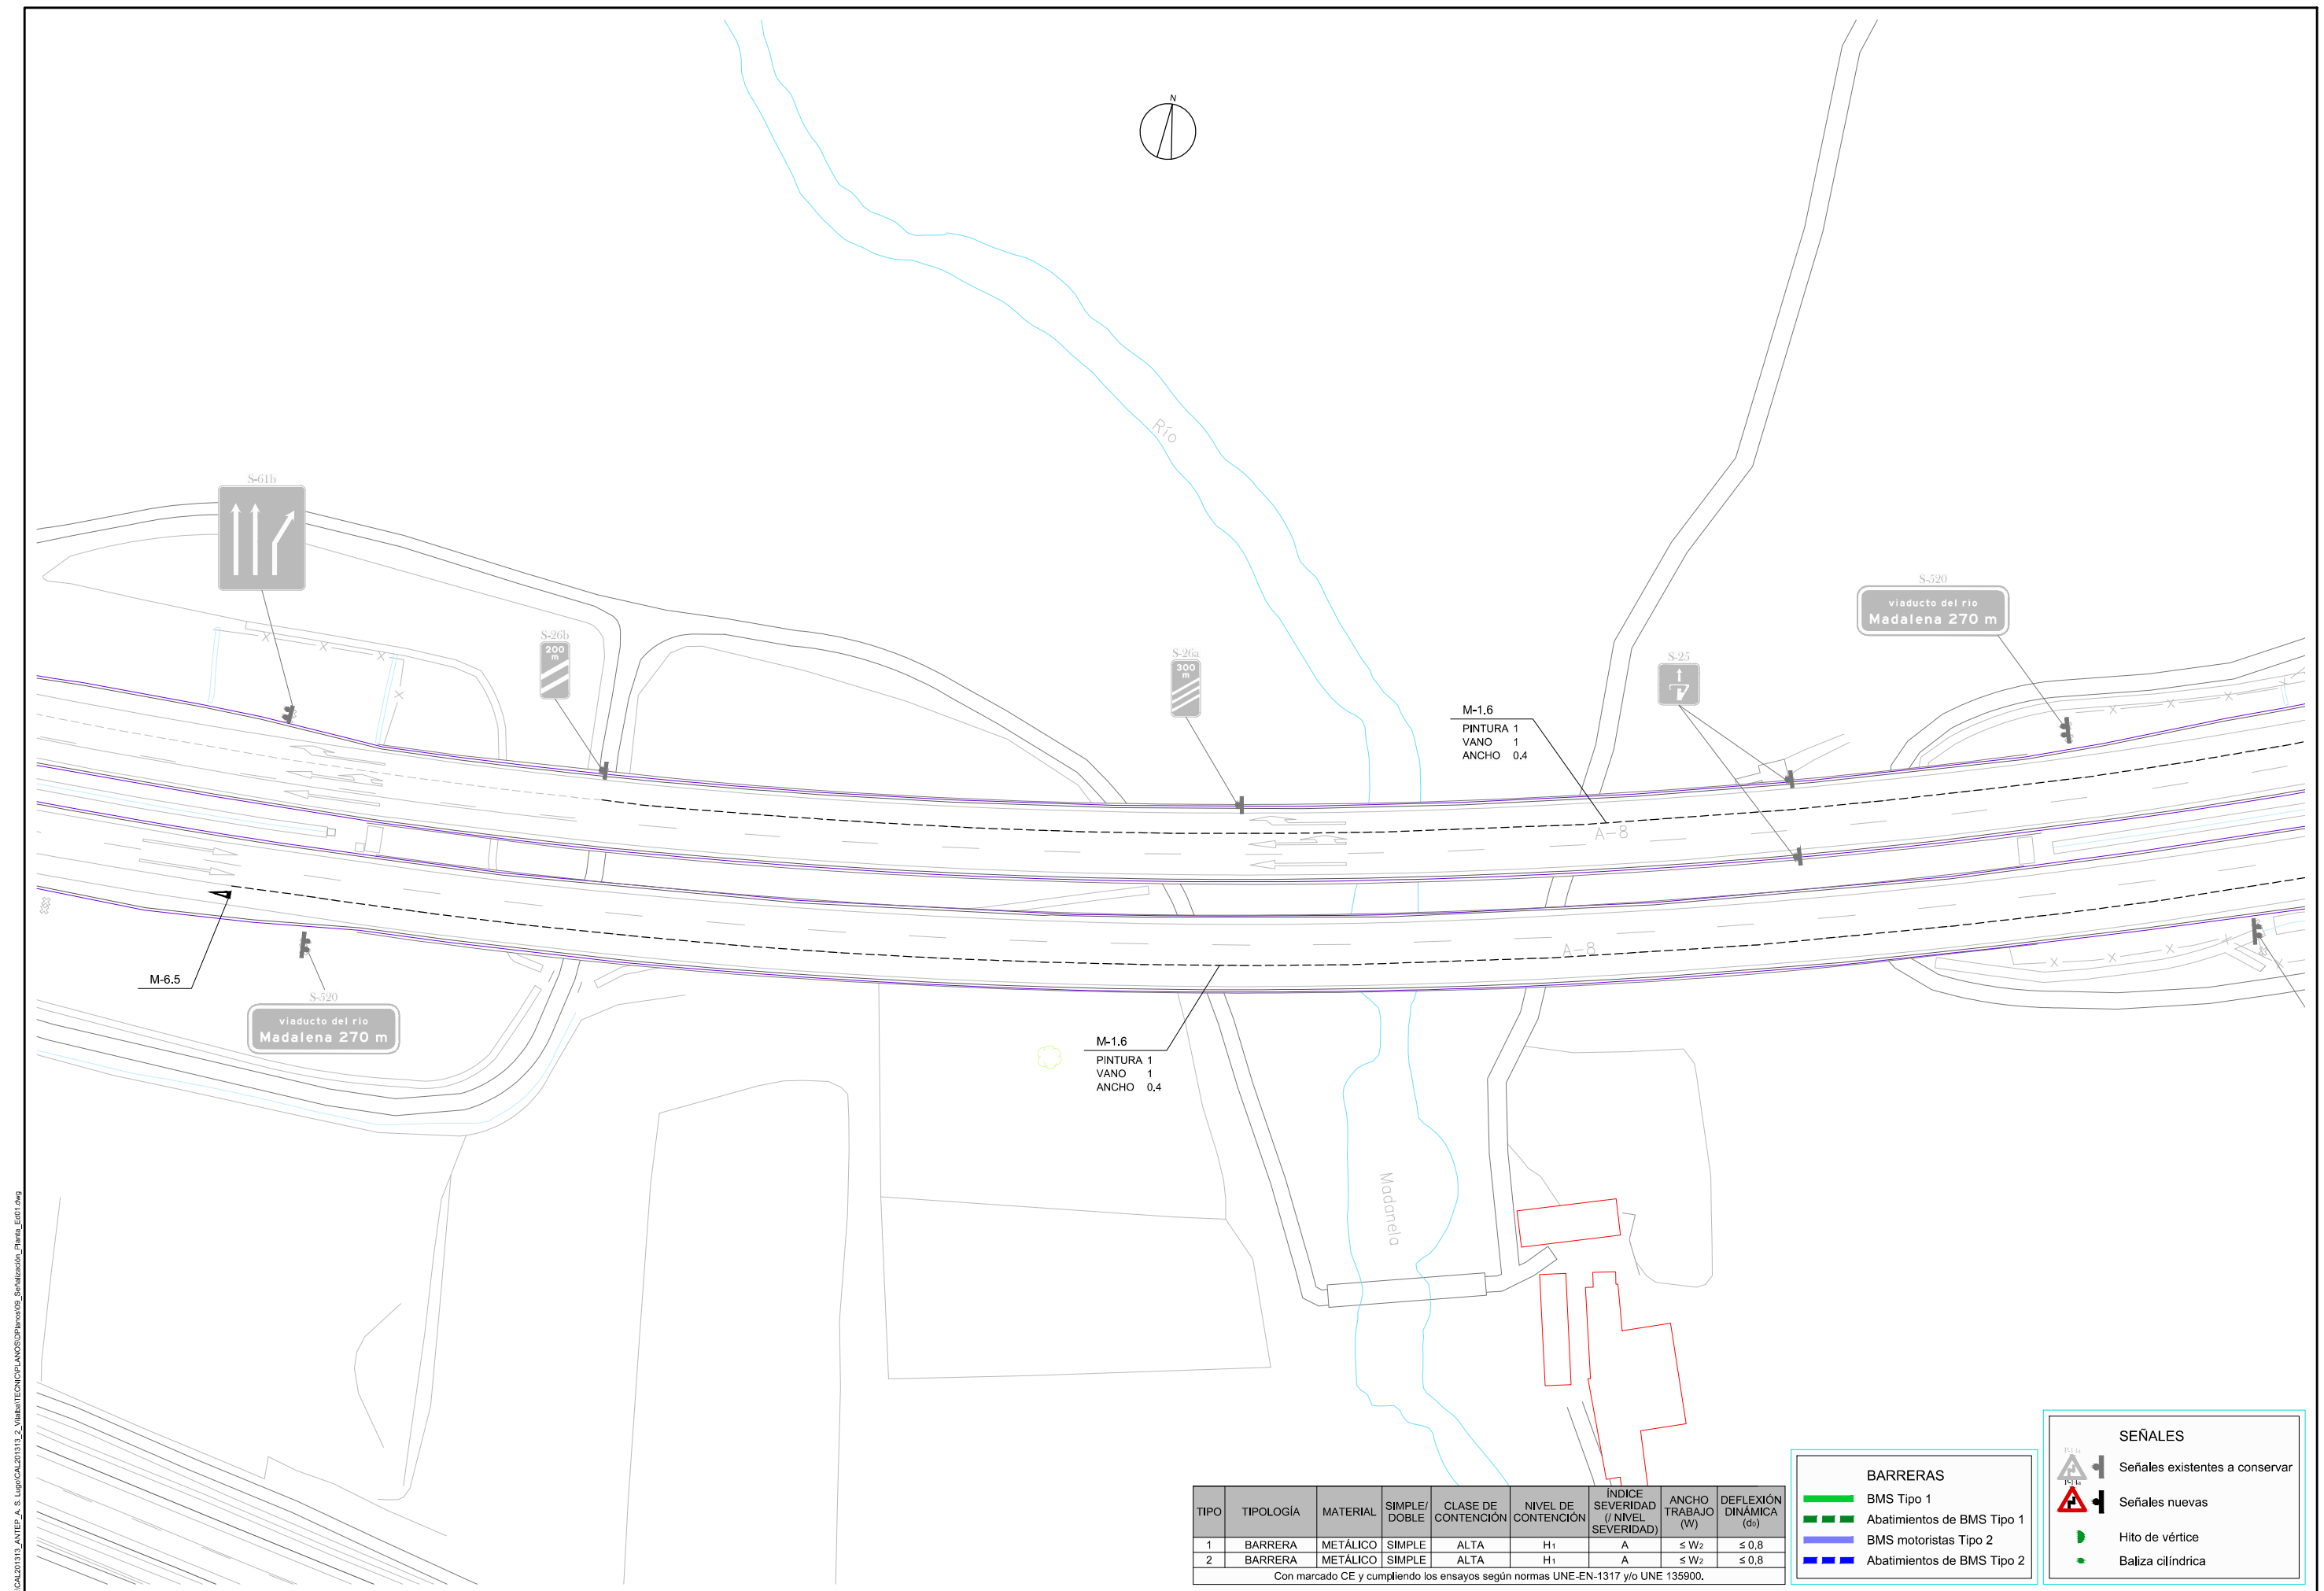 N
Río
S-61b
S-26b
200
m
S-26a
300
m
S-25
S-520
viaducto del rio
Madalena 270 m
M-1.6
PINTURA 1
VANO 1
ANCHO 0.4
A-8
A-8
M-6.5
S-520
viaducto del rio
Madalena 270 m
M-1.6
PINTURA 1
VANO 1
ANCHO 0.4
Madanela
TIPO TIPOLOGÍA MATERIAL SIMPLE/ DOBLE CLASE DE CONTENCIÓN NIVEL DE CONTENCIÓN ÍNDICE SEVERIDAD (/ NIVEL SEVERIDAD) ANCHO TRABAJO (W) DEFLEXIÓN DINÁMICA (d₀)
1 BARRERA METÁLICO SIMPLE ALTA H1 A ≤ W2 ≤ 0,8
2 BARRERA METÁLICO SIMPLE ALTA H1 A ≤ W2 ≤ 0,8
Con marcado CE y cumpliendo los ensayos según normas UNE-EN-1317 y/o UNE 135900.
BARRERAS
BMS Tipo 1
Abatimientos de BMS Tipo 1
BMS motoristas Tipo 2
Abatimientos de BMS Tipo 2
SEÑALES
P-14a
Señales existentes a conservar
P-14a
Señales nuevas
Hito de vértice
Baliza cilíndrica